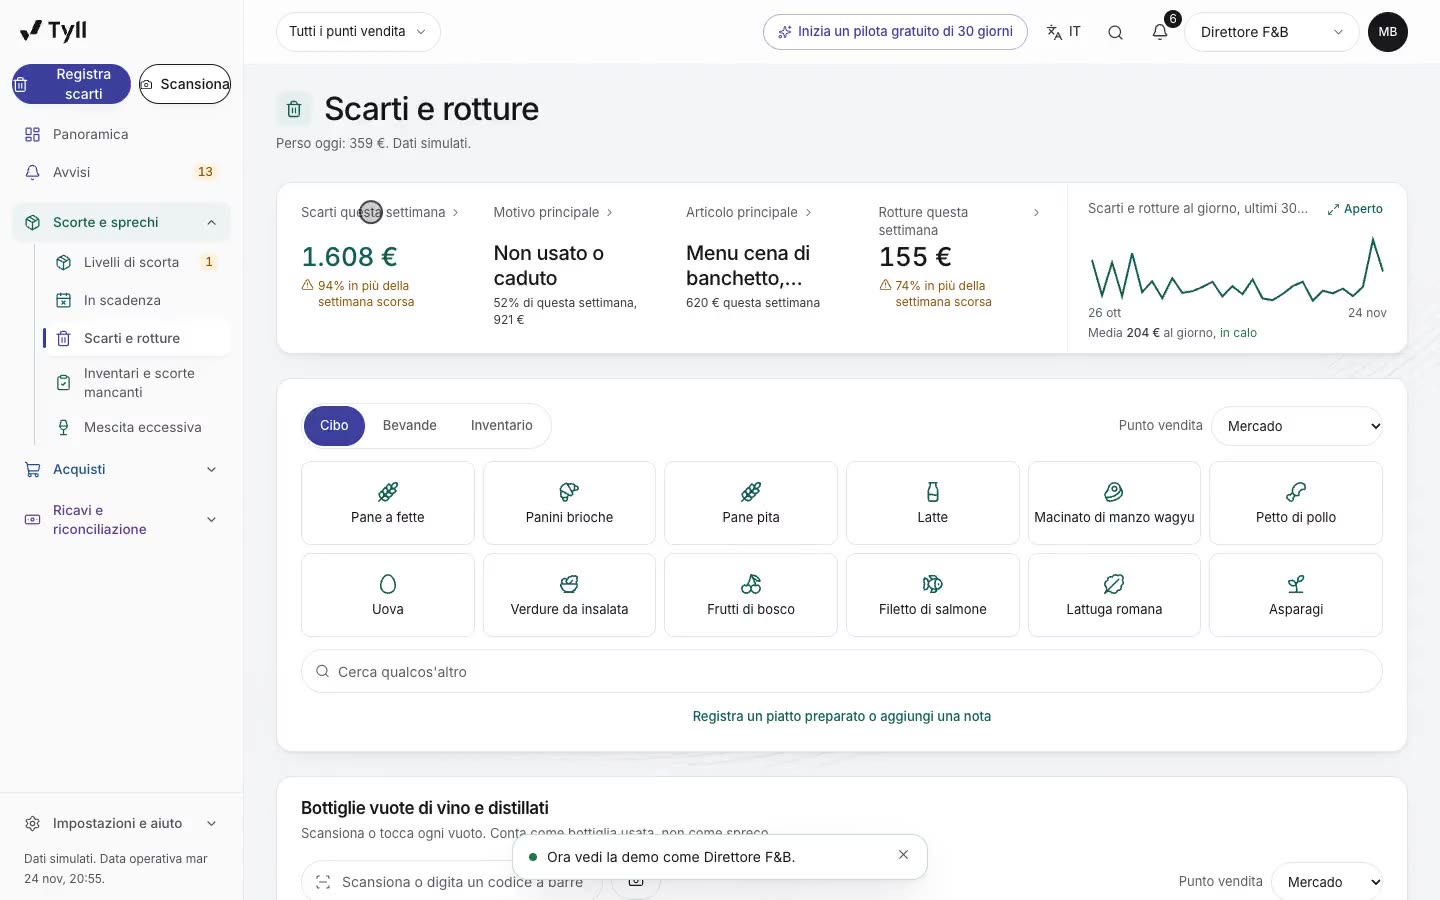 Tyll
Registra scarti
Scansiona
Panoramica
Avvisi 13
Scorte e sprechi
Livelli di scorta 1
In scadenza
Scarti e rotture
Inventari e scorte
mancanti
Mescita eccessiva
Acquisti
Ricavi e
riconciliazione
Impostazioni e aiuto
Dati simulati. Data operativa mar
24 nov, 20:55.
Tutti i punti vendita
Inizia un pilota gratuito di 30 giorni
IT
6
Direttore F&B
MB
Scarti e rotture
Perso oggi: 359 €. Dati simulati.
Scarti questa settimana
1.608 €
94% in più della
settimana scorsa
Motivo principale
Non usato o
caduto
52% di questa settimana,
921 €
Articolo principale
Menu cena di
banchetto,...
620 € questa settimana
Rotture questa
settimana
155 €
74% in più della
settimana scorsa
Scarti e rotture al giorno, ultimi 30...
Aperto
26 ott
24 nov
Media 204 € al giorno, in calo
Cibo
Bevande
Inventario
Punto vendita
Mercado
Pane a fette
Panini brioche
Pane pita
Latte
Macinato di manzo wagyu
Petto di pollo
Uova
Verdure da insalata
Frutti di bosco
Filetto di salmone
Lattuga romana
Asparagi
Cerca qualcos'altro
Registra un piatto preparato o aggiungi una nota
Bottiglie vuote di vino e distillati
Scansiona o tocca ogni vuoto. Conta come bottiglia usata, non come spreco.
Ora vedi la demo come Direttore F&B.
Scansiona o digita un codice a barre
Punto vendita
Mercado